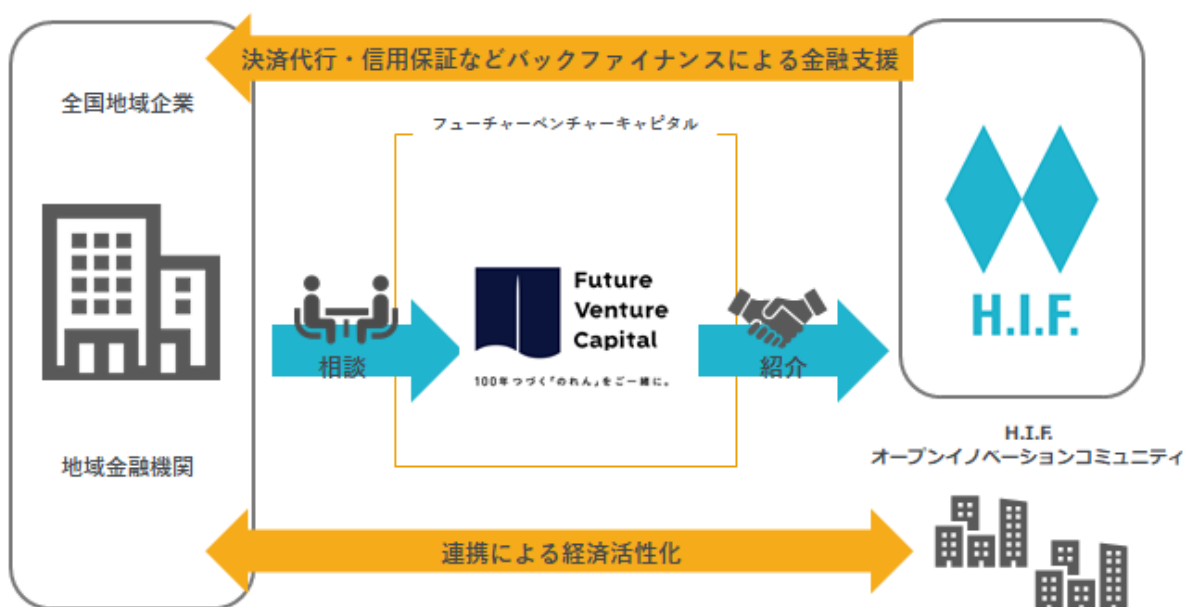 決済代行・信用保証などバックファイナンスによる金融支援
全国地域企業
フューチャーベンチャーキャピタル
Future
Venture
Capital
100年つづく「のれん」をご一緒に。
相談
紹介
H.I.F.
地域金融機関
H.I.F.
オープンイノベーションコミュニティ
連携による経済活性化